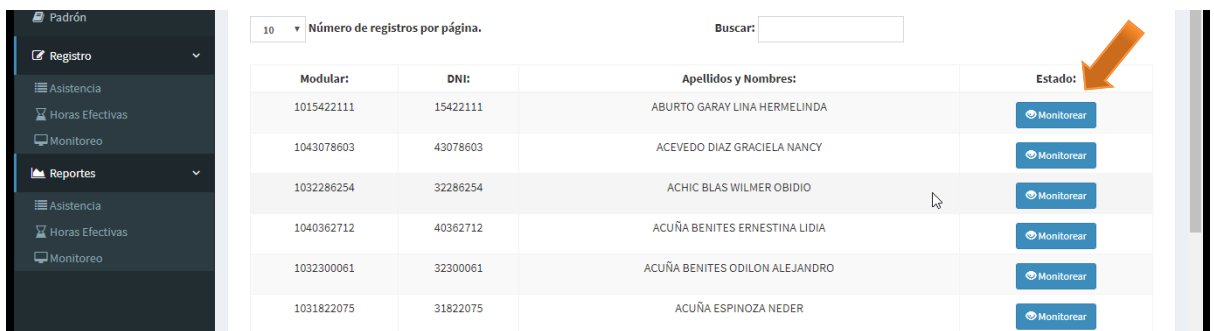 Padrón
Registro
Asistencia
Horas Efectivas
Monitoreo
Reportes
Asistencia
Horas Efectivas
Monitoreo
10 Número de registros por página. Buscar:
Modular: DNI: Apellidos y Nombres: Estado:
1015422111 15422111 ABURTO GARAY LINA HERMELINDA Monitorear
1043078603 43078603 ACEVEDO DIAZ GRACIELA NANCY Monitorear
1032286254 32286254 ACHIC BLAS WILMER OBIDIO Monitorear
1040362712 40362712 ACUÑA BENITES ERNESTINA LIDIA Monitorear
1032300061 32300061 ACUÑA BENITES ODILON ALEJANDRO Monitorear
1031822075 31822075 ACUÑA ESPINOZA NEDER Monitorear